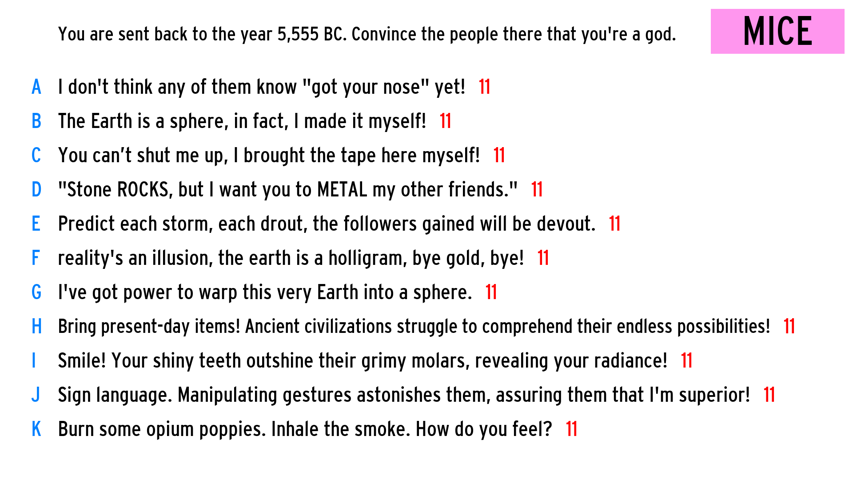 You are sent back to the year 5,555 BC. Convince the people there that you're a god.
MICE
A I don't think any of them know "got your nose" yet! 11
B The Earth is a sphere, in fact, I made it myself! 11
C You can’t shut me up, I brought the tape here myself! 11
D "Stone ROCKS, but I want you to METAL my other friends." 11
E Predict each storm, each drout, the followers gained will be devout. 11
F reality's an illusion, the earth is a holligram, bye gold, bye! 11
G I've got power to warp this very Earth into a sphere. 11
H Bring present-day items! Ancient civilizations struggle to comprehend their endless possibilities! 11
I Smile! Your shiny teeth outshine their grimy molars, revealing your radiance! 11
J Sign language. Manipulating gestures astonishes them, assuring them that I'm superior! 11
K Burn some opium poppies. Inhale the smoke. How do you feel? 11